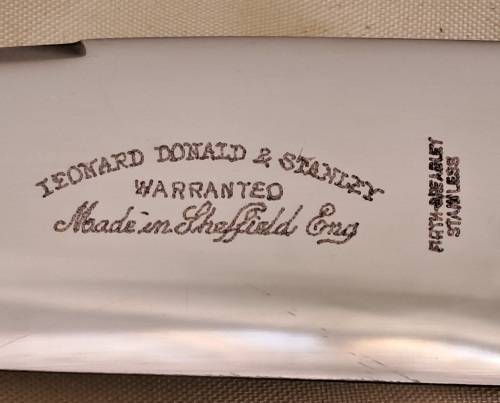 LEONARD DONALD & STANLEY
WARRANTED
Made in Sheffield Eng
FIRTH-BREARLEY
STAINLESS